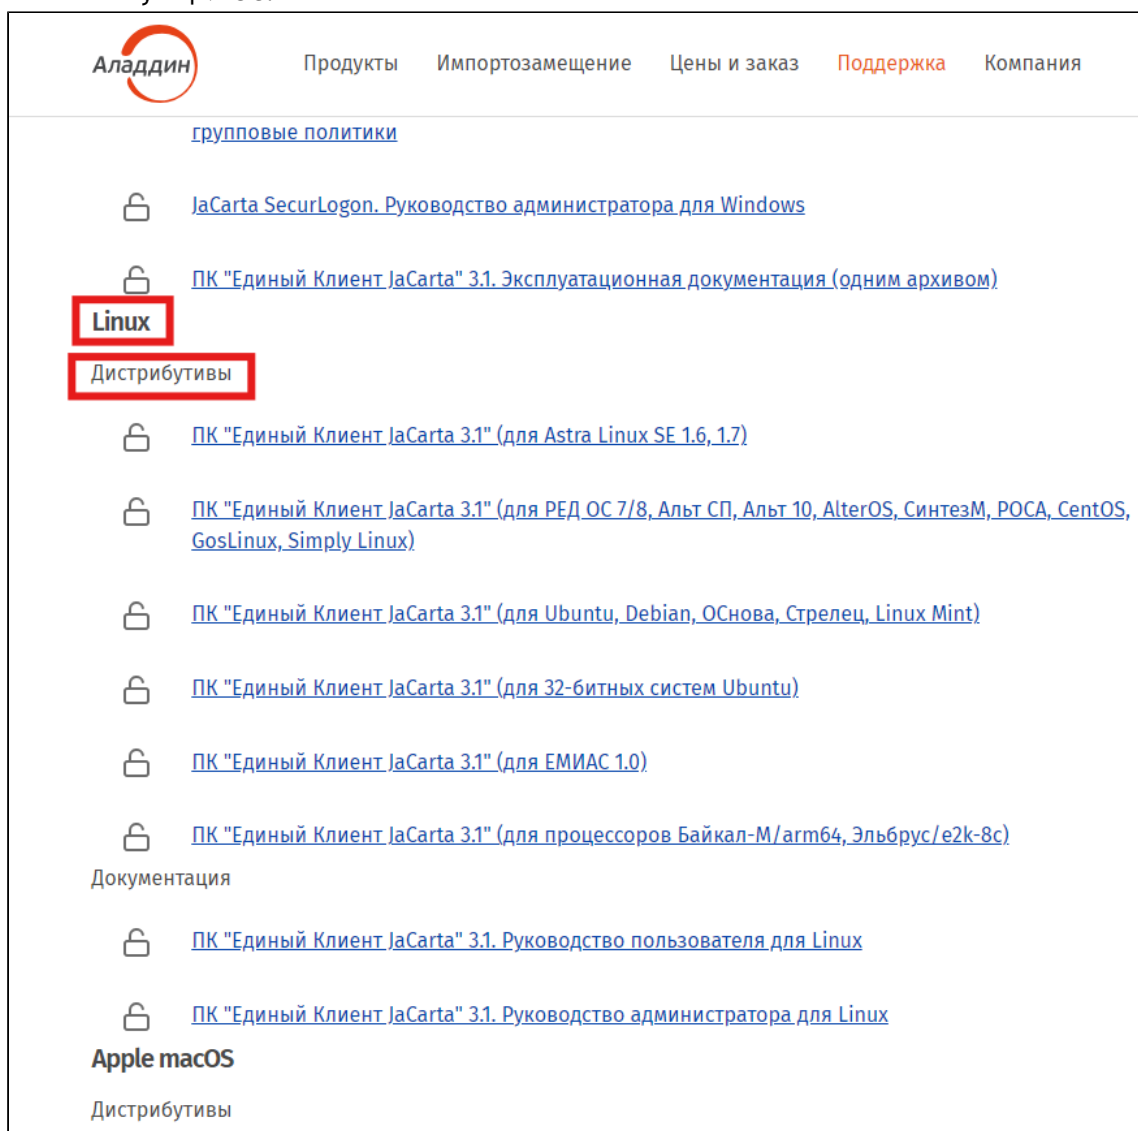 Аладдин
Продукты Импортозамещение Цены и заказ Поддержка Компания
групповые политики
JaCarta SecurLogon. Руководство администратора для Windows
ПК "Единый Клиент JaCarta" 3.1. Эксплуатационная документация (одним архивом)
Linux
Дистрибутивы
ПК "Единый Клиент JaCarta 3.1" (для Astra Linux SE 1.6, 1.7)
ПК "Единый Клиент JaCarta 3.1" (для РЕД ОС 7/8, Альт СП, Альт 10, AlterOS, СинтезМ, РОСА, CentOS,
GosLinux, Simply Linux)
ПК "Единый Клиент JaCarta 3.1" (для Ubuntu, Debian, ОСнова, Стрелец, Linux Mint)
ПК "Единый Клиент JaCarta 3.1" (для 32-битных систем Ubuntu)
ПК "Единый Клиент JaCarta 3.1" (для ЕМИАС 1.0)
ПК "Единый Клиент JaCarta 3.1" (для процессоров Байкал-М/arm64, Эльбрус/e2k-8c)
Документация
ПК "Единый Клиент JaCarta" 3.1. Руководство пользователя для Linux
ПК "Единый Клиент JaCarta" 3.1. Руководство администратора для Linux
Apple macOS
Дистрибутивы